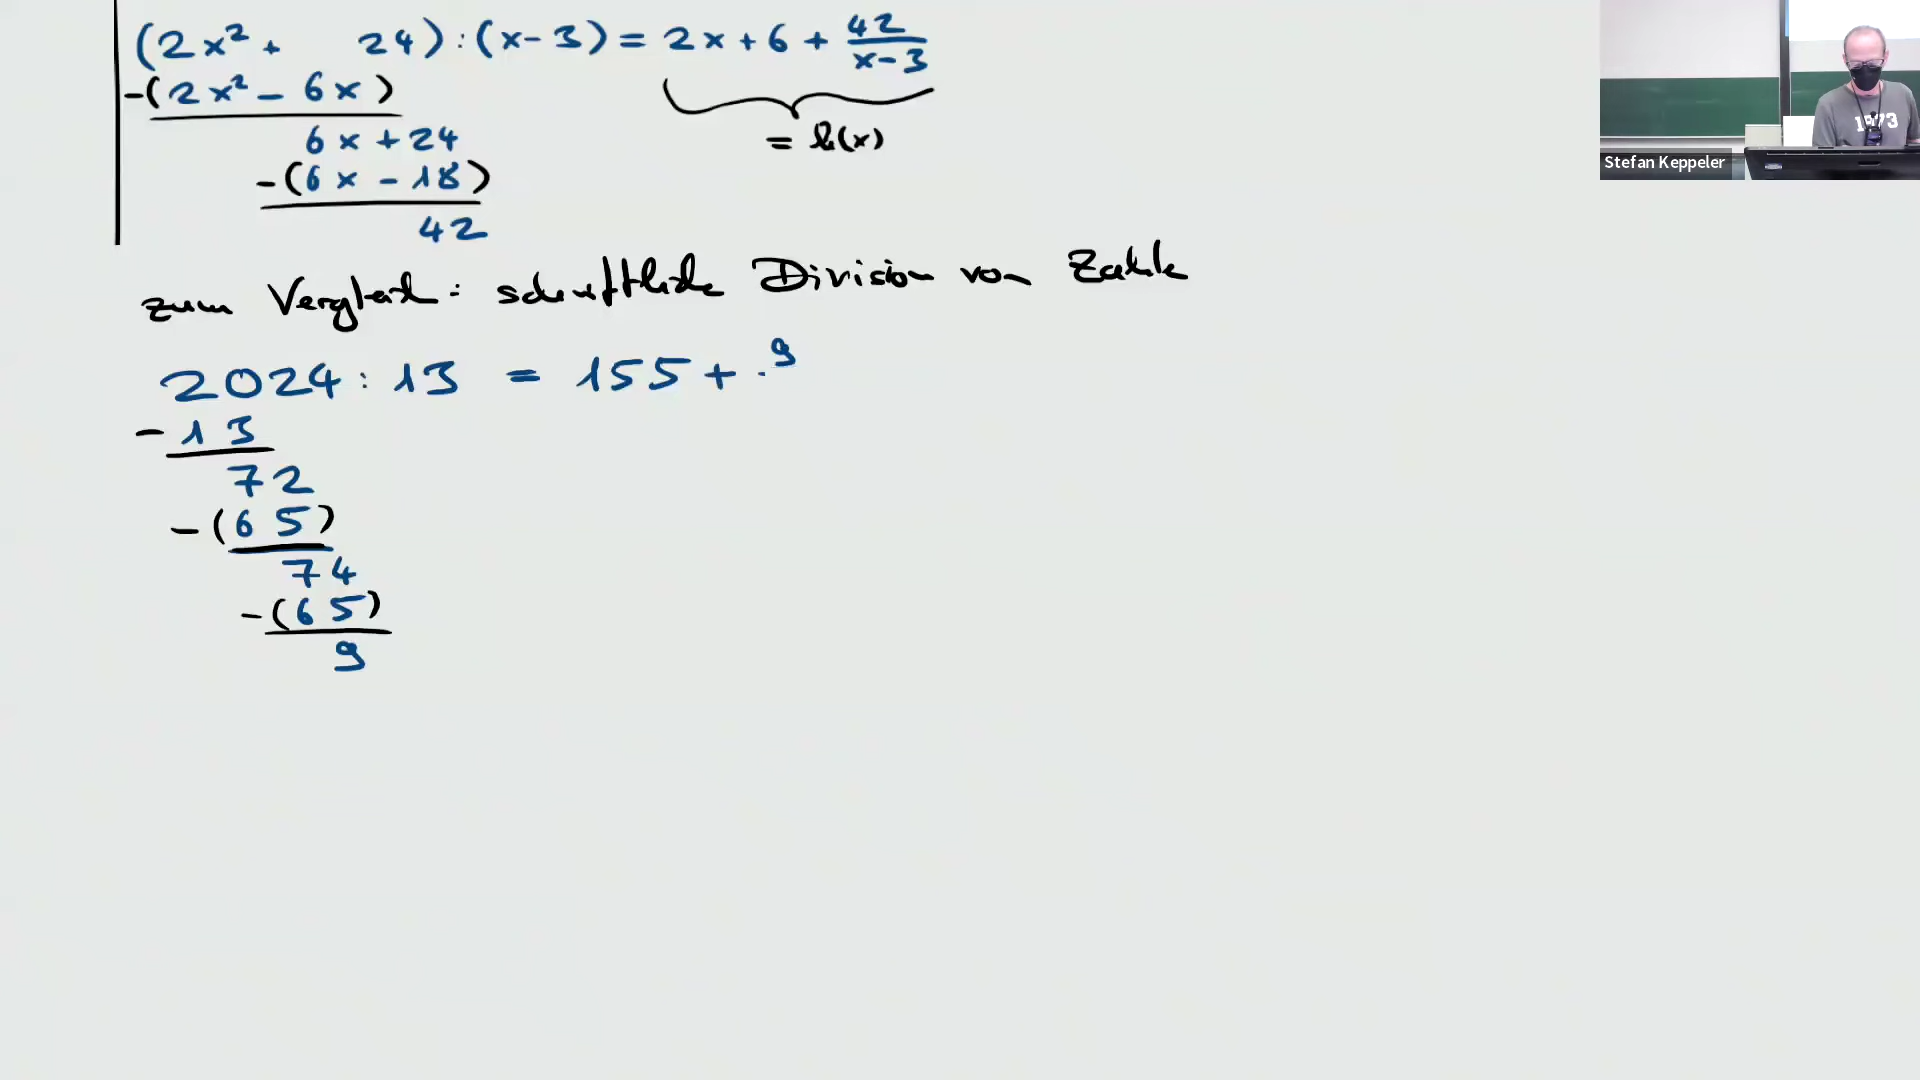 (2x² + 24) : (x-3) = 2x + 6 + 42/(x-3)
-(2x² - 6x)
= h(x)
6x + 24
-(6x - 18)
42
zum Vergleich: schriftliche Division von Zahlen
2024 : 13 = 155 + 9
-13
72
-(65)
74
-(65)
9
1973
Stefan Keppeler